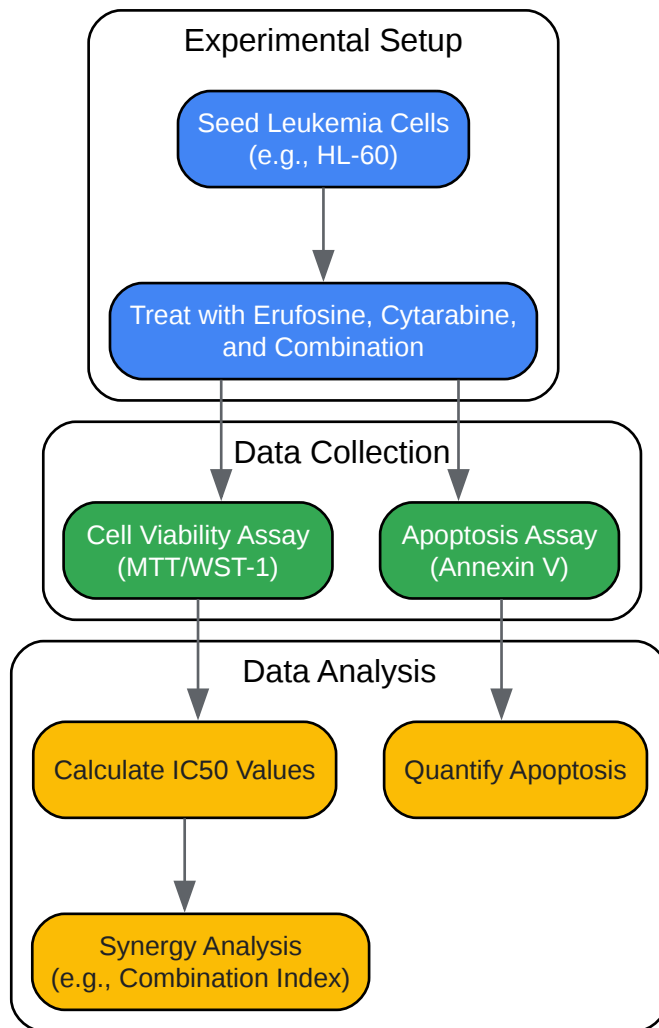 Experimental Setup
Seed Leukemia Cells
(e.g., HL-60)
Treat with Erufosine, Cytarabine,
and Combination
Data Collection
Cell Viability Assay
(MTT/WST-1)
Apoptosis Assay
(Annexin V)
Data Analysis
Calculate IC50 Values
Quantify Apoptosis
Synergy Analysis
(e.g., Combination Index)